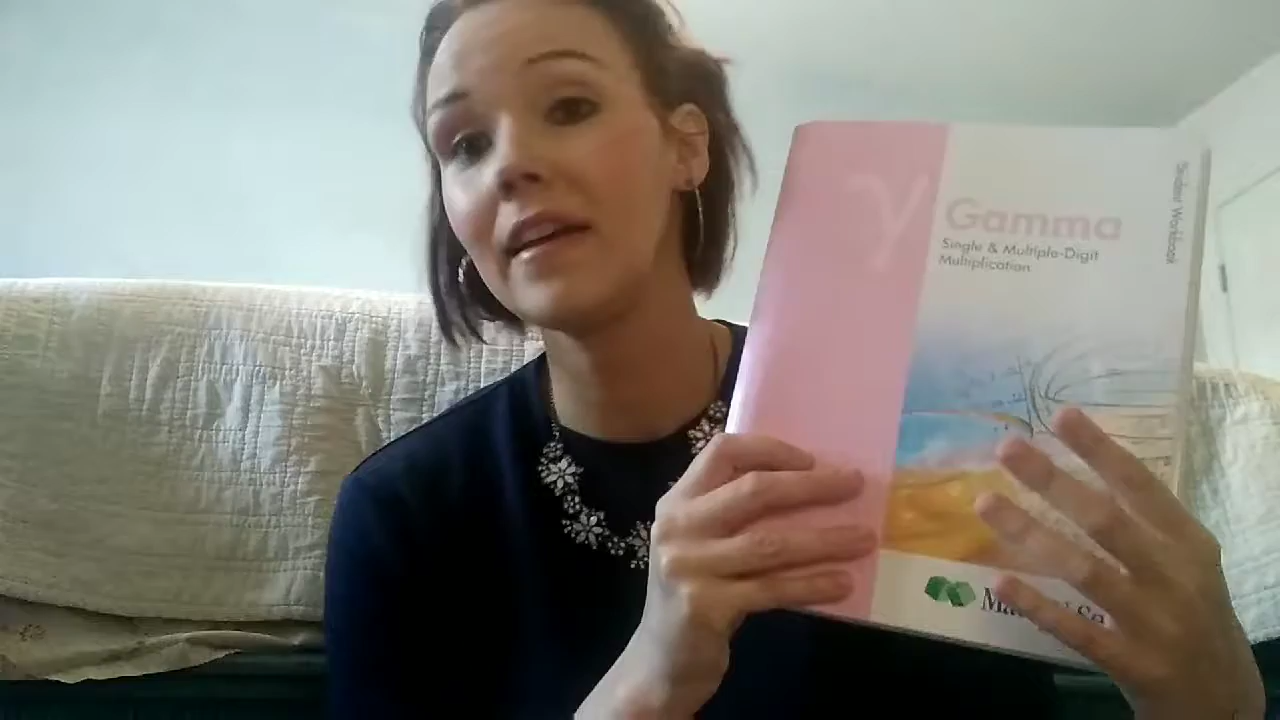 γ
Gamma
Single & Multiple-Digit
Multiplication
Student Workbook